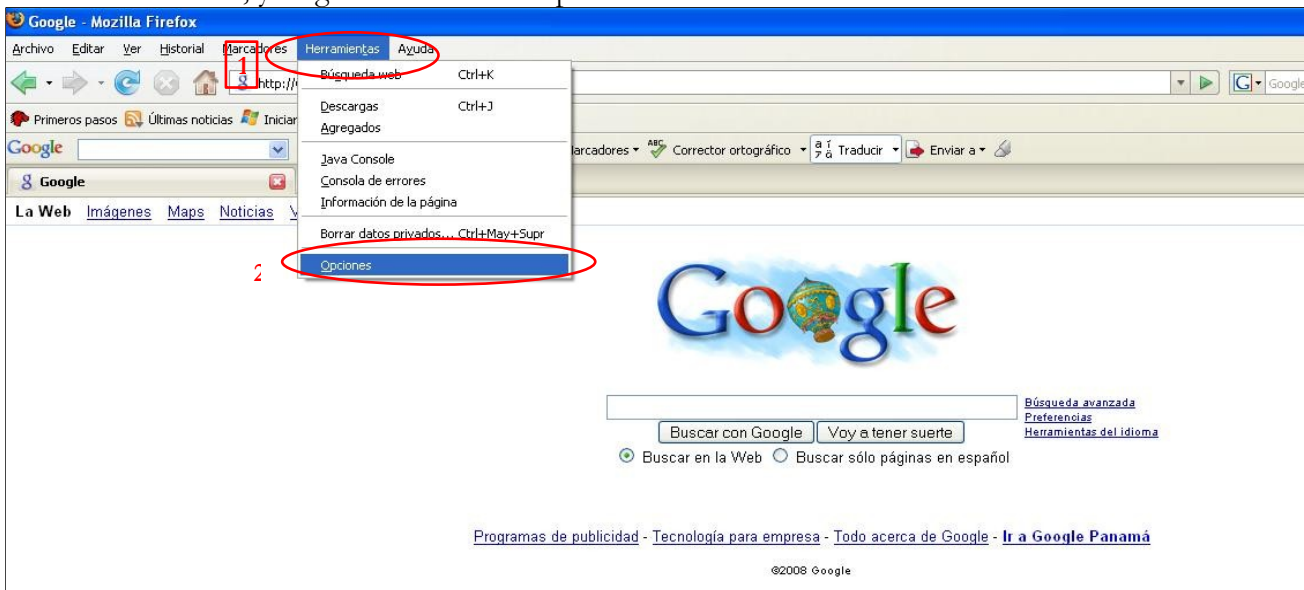 Google - Mozilla Firefox
Archivo Editar Ver Historial Marcadores Herramientas Ayuda
1
http://
Google
Búsqueda web Ctrl+K
Descargas Ctrl+J
Agregados
Java Console
Consola de errores
Información de la página
Borrar datos privados... Ctrl+May+Supr
2
Opciones
Primeros pasos Últimas noticias Iniciar
Google
arcadores Corrector ortográfico Traducir Enviar a
Google
La Web Imágenes Maps Noticias V
Google
Búsqueda avanzada
Preferencias
Herramientas del idioma
Buscar con Google Voy a tener suerte
Buscar en la Web Buscar sólo páginas en español
Programas de publicidad - Tecnología para empresa - Todo acerca de Google - Ir a Google Panamá
©2008 Google